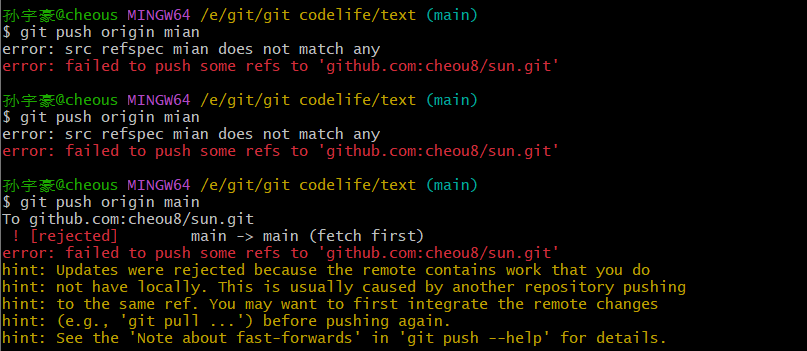 孙字豪@cheous MINGW64 /e/git/git codelife/text (main)
$ git push origin mian
error: src refspec mian does not match any
error: failed to push some refs to 'github.com:cheou8/sun.git'
孙字豪@cheous MINGW64 /e/git/git codelife/text (main)
$ git push origin mian
error: src refspec mian does not match any
error: failed to push some refs to 'github.com:cheou8/sun.git'
孙字豪@cheous MINGW64 /e/git/git codelife/text (main)
$ git push origin main
To github.com:cheou8/sun.git
! [rejected] main -> main (fetch first)
error: failed to push some refs to 'github.com:cheou8/sun.git'
hint: Updates were rejected because the remote contains work that you do
hint: not have locally. This is usually caused by another repository pushing
hint: to the same ref. You may want to first integrate the remote changes
hint: (e.g., 'git pull ...') before pushing again.
hint: See the 'Note about fast-forwards' in 'git push --help' for details.